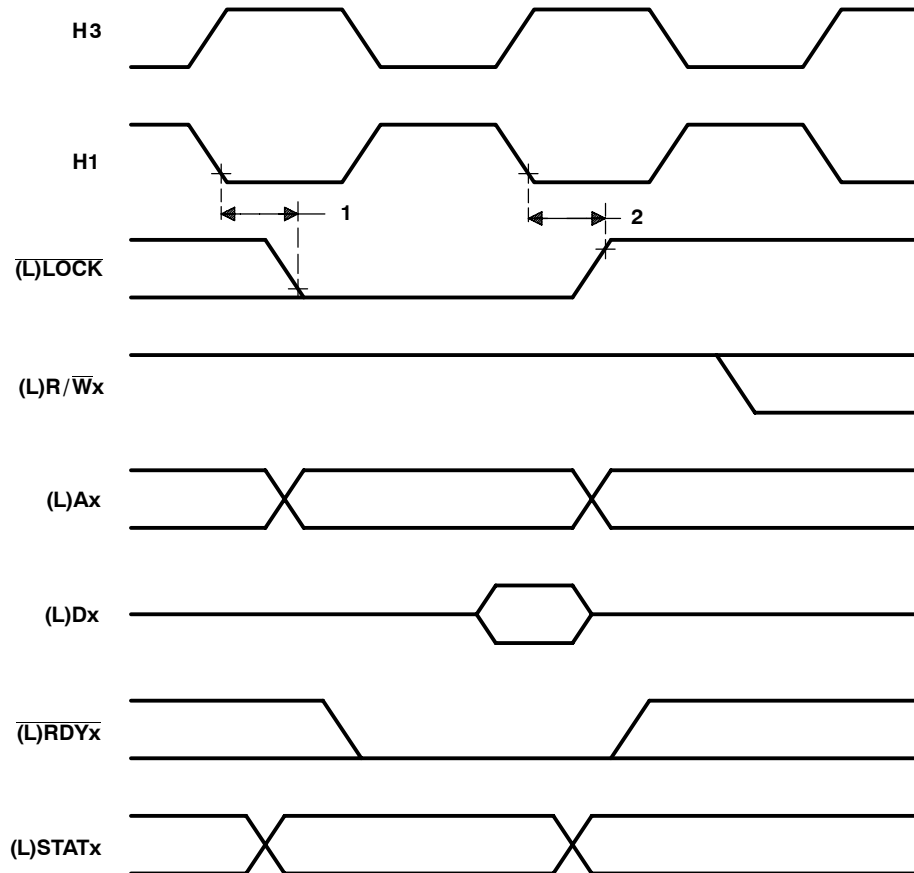 H3
H1
1
2
(L)LOCK
(L)R/Wx
(L)Ax
(L)Dx
(L)RDYx
(L)STATx